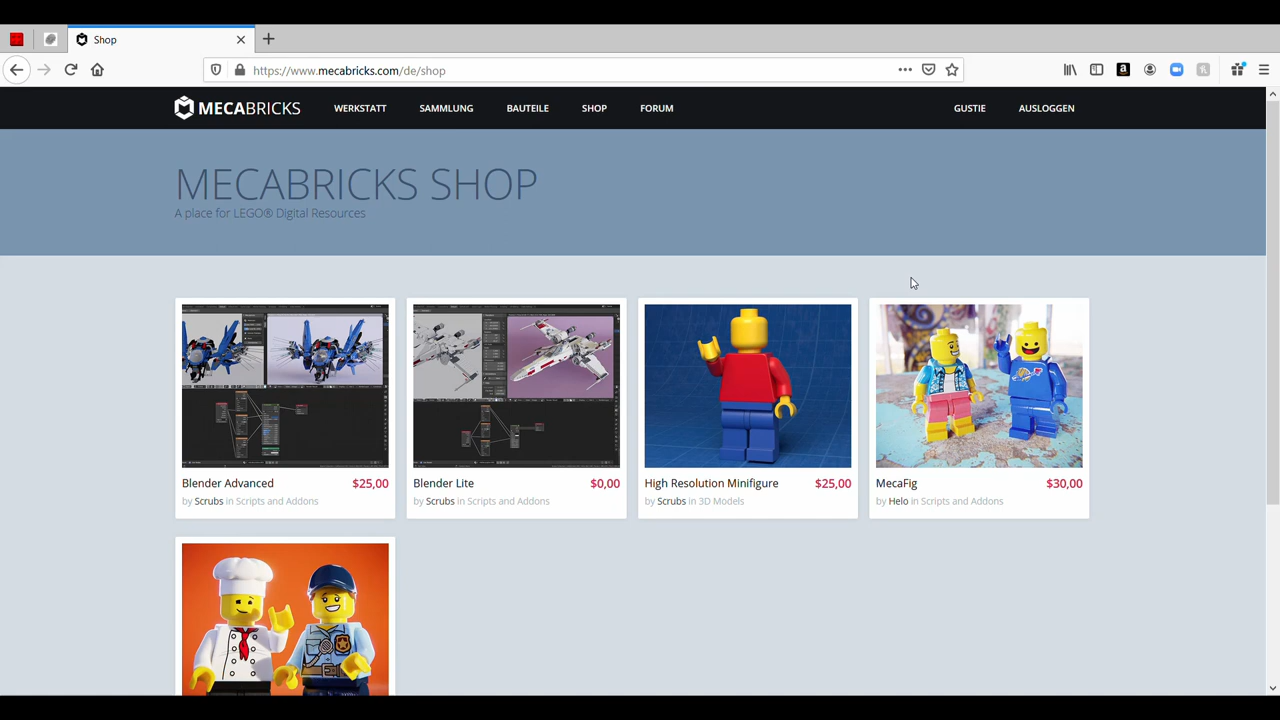 Shop
https://www.mecabricks.com/de/shop
MECABRICKS
WERKSTATT
SAMMLUNG
BAUTEILE
SHOP
FORUM
GUSTIE
AUSLOGGEN
MECABRICKS SHOP
A place for LEGO® Digital Resources
Blender Advanced $25,00
by Scrubs in Scripts and Addons
Blender Lite $0,00
by Scrubs in Scripts and Addons
High Resolution Minifigure $25,00
by Scrubs in 3D Models
MecaFig $30,00
by Helo in Scripts and Addons